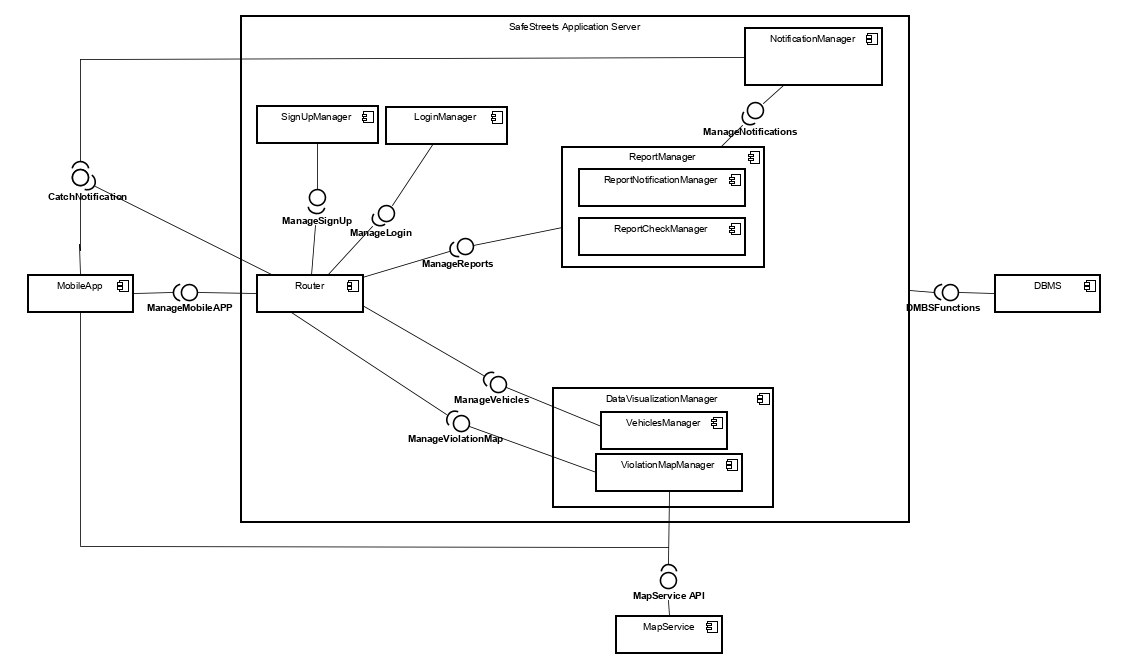 SafeStreets Application Server
NotificationManager
SignUpManager
LoginManager
ManageNotifications
ReportManager
ReportNotificationManager
CatchNotification
ManageSignUp
ManageLogin
ReportCheckManager
ManageReports
MobileApp
Router
DBMS
ManageMobileAPP
DMBSFunctions
ManageVehicles
DataVisualizationManager
VehiclesManager
ManageViolationMap
ViolationMapManager
MapService API
MapService